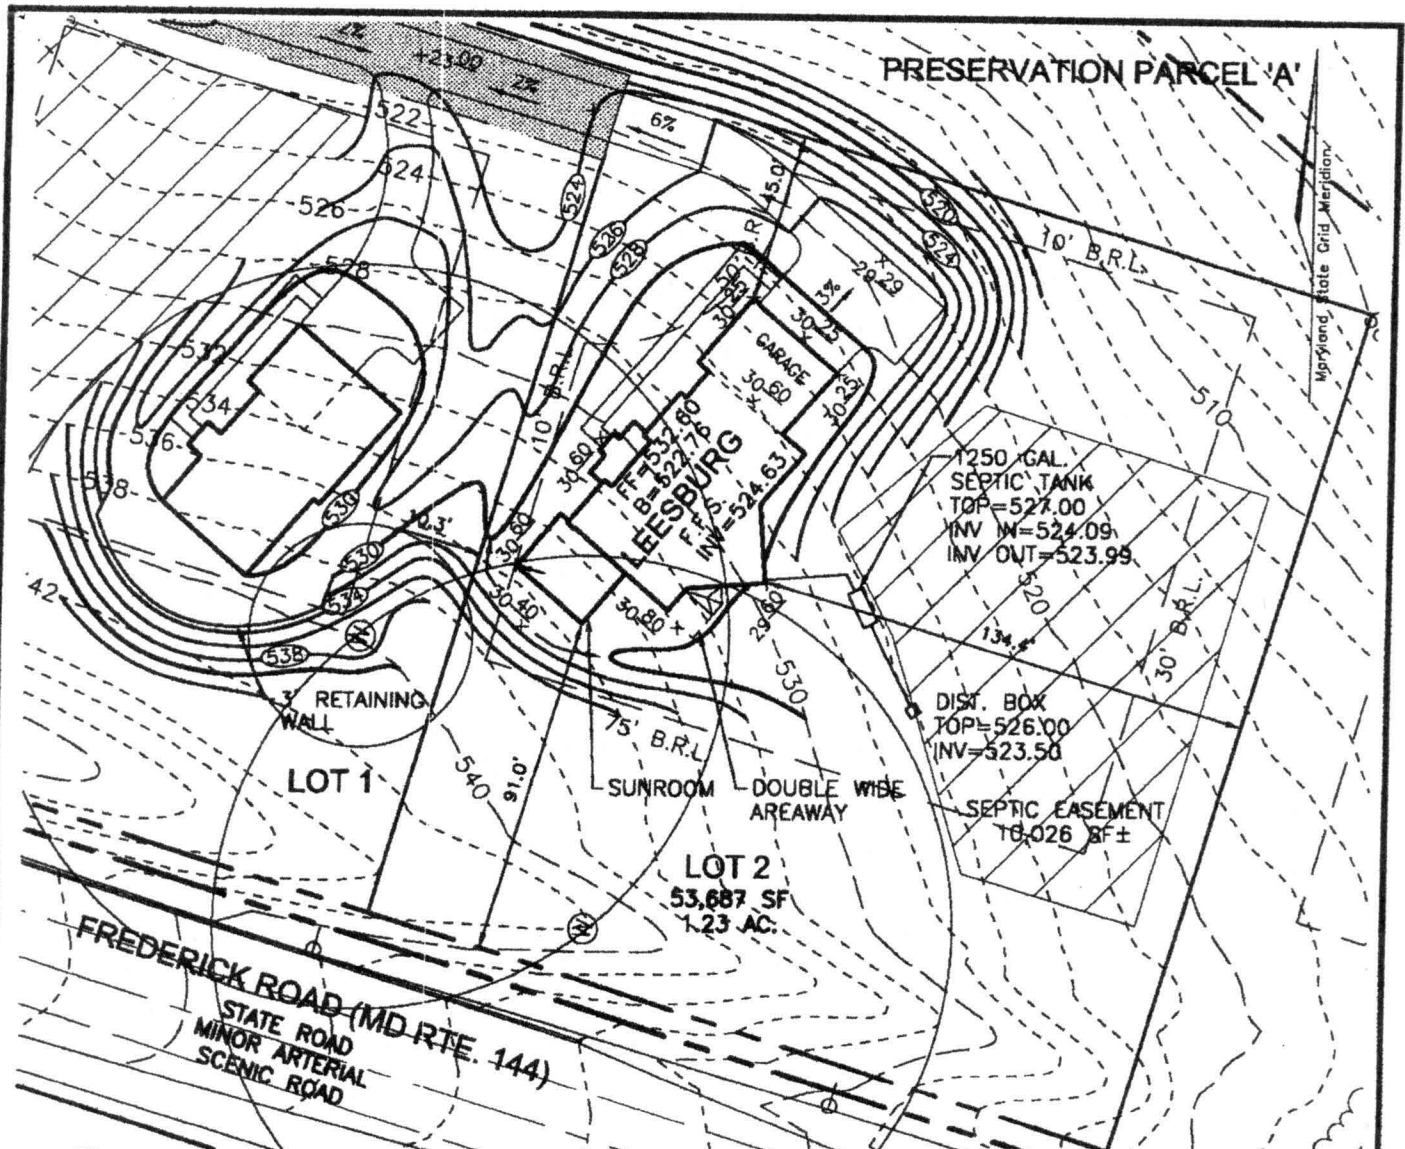 2%
+23.00
2%
PRESERVATION PARCEL 'A'
6%
522
524
526
528
532
534
536
538
530
530
534
538
42
524
526
528
520
524
45.0'
10' B.R.L.
Maryland State Grid Meridian
29.29
3%
30.25
30.25
GARAGE
30.60
30.25
10' B.R.L.
30.60
FF=532.60
B=522.76
LEESBURG
INV=524.63
30.60
30.40
30.80
29.60
510
1250 GAL.
SEPTIC TANK
TOP=527.00
INV IN=524.09
INV OUT=523.99
520
134.4'
30' B.R.L.
DIST. BOX
TOP=526.00
INV=523.50
SEPTIC EASEMENT
10,026 SF±
530
3' RETAINING
WALL
75' B.R.L.
540
91.0'
SUNROOM
DOUBLE WIDE
AREAWAY
LOT 1
LOT 2
53,687 SF
1.23 AC.
FREDERICK ROAD (MD RTE. 144)
STATE ROAD
MINOR ARTERIAL
SCENIC ROAD